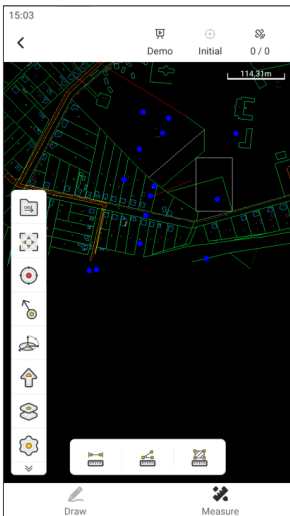 15:03
Demo
Initial
0 / 0
114.31m
Draw
Measure